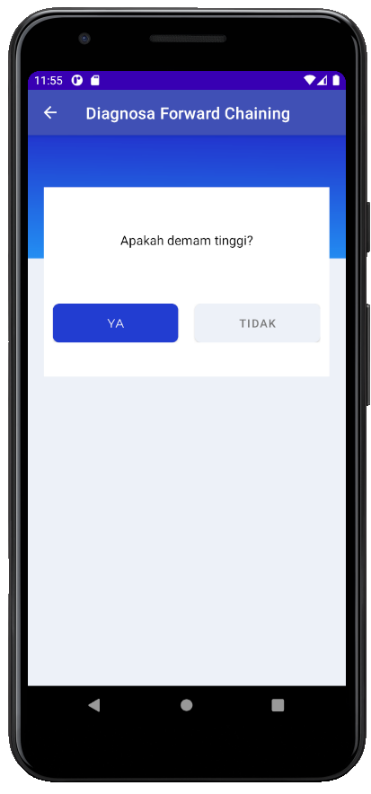 11:55
Diagnosa Forward Chaining
Apakah demam tinggi?
YA
TIDAK